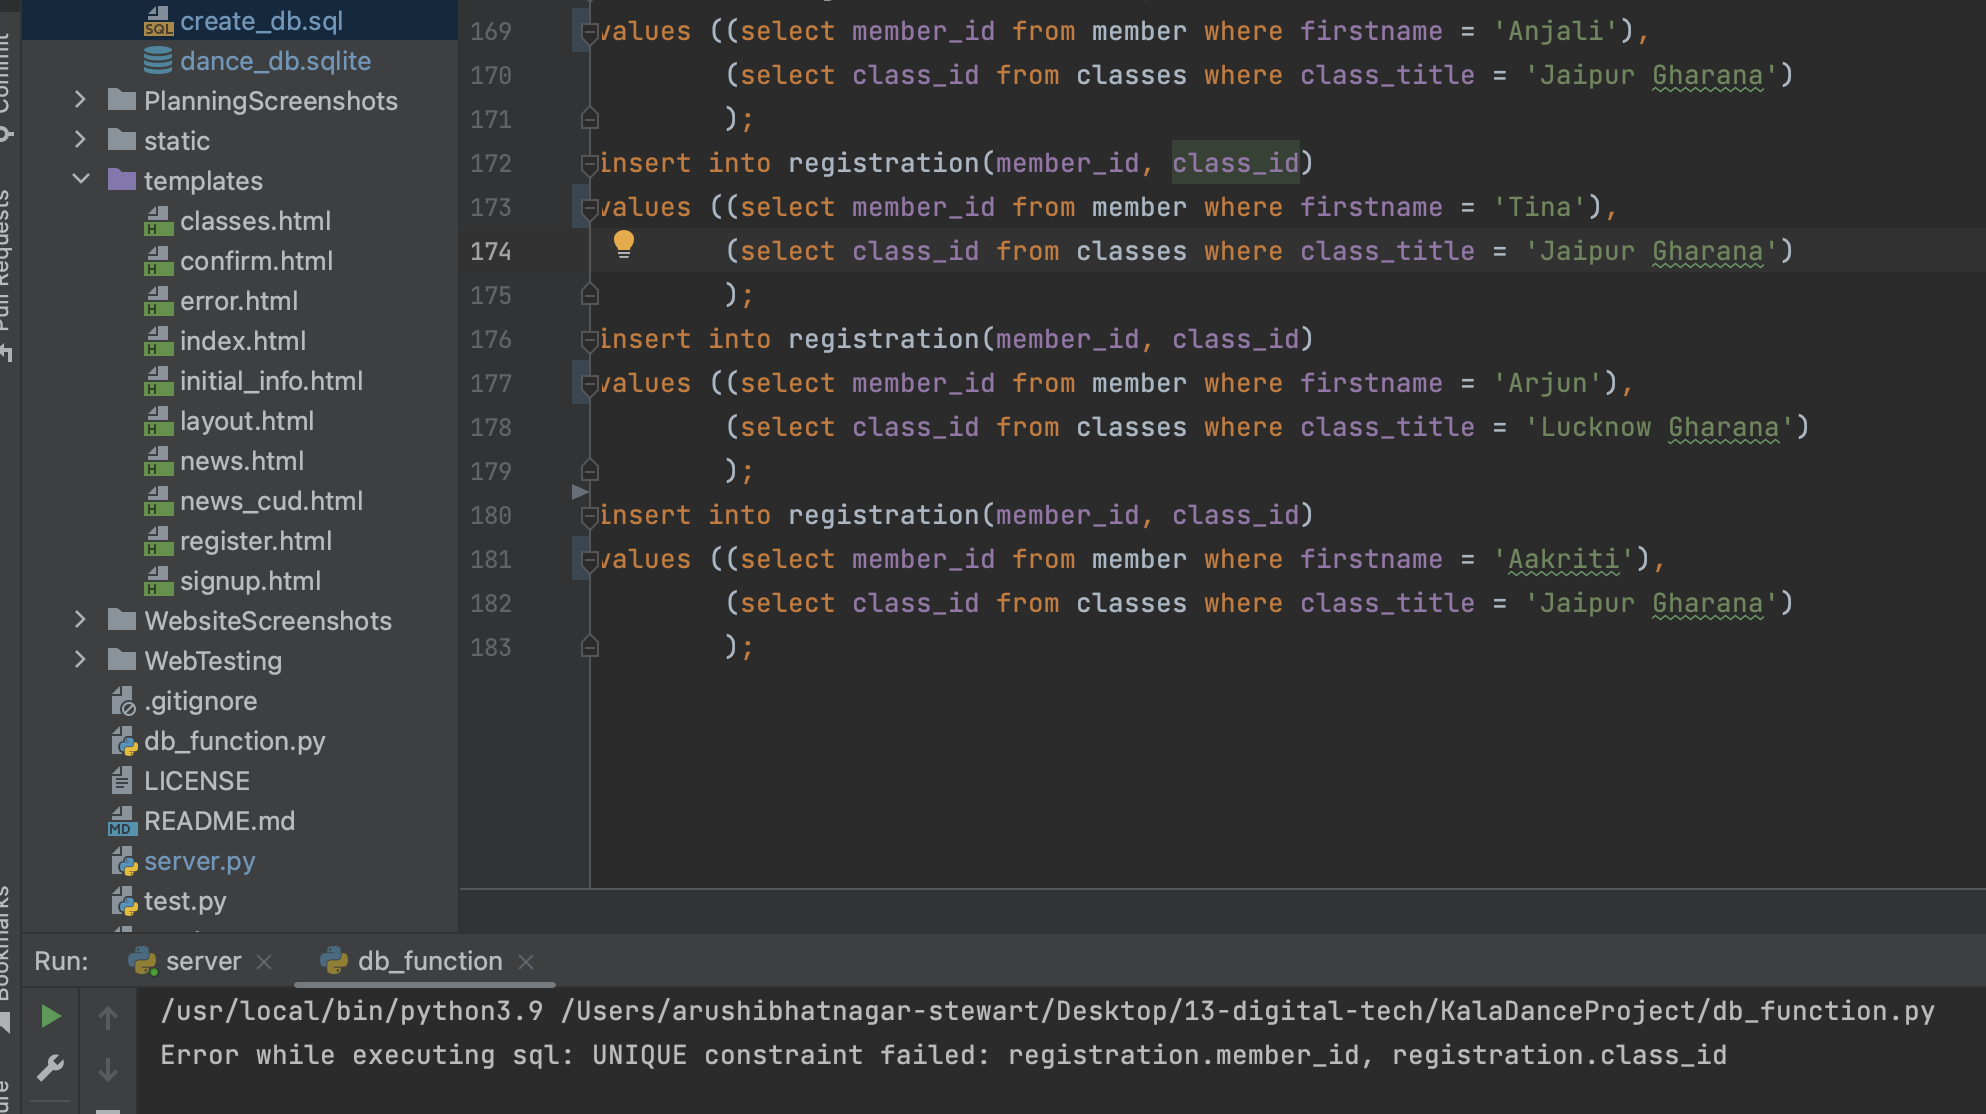 Commit
Pull Requests
Bookmarks
create_db.sql
dance_db.sqlite
PlanningScreenshots
static
templates
classes.html
confirm.html
error.html
index.html
initial_info.html
layout.html
news.html
news_cud.html
register.html
signup.html
WebsiteScreenshots
WebTesting
.gitignore
db_function.py
LICENSE
README.md
server.py
test.py
169 values ((select member_id from member where firstname = 'Anjali'),
170 (select class_id from classes where class_title = 'Jaipur Gharana')
171 );
172 insert into registration(member_id, class_id)
173 values ((select member_id from member where firstname = 'Tina'),
174 (select class_id from classes where class_title = 'Jaipur Gharana')
175 );
176 insert into registration(member_id, class_id)
177 values ((select member_id from member where firstname = 'Arjun'),
178 (select class_id from classes where class_title = 'Lucknow Gharana')
179 );
180 insert into registration(member_id, class_id)
181 values ((select member_id from member where firstname = 'Aakriti'),
182 (select class_id from classes where class_title = 'Jaipur Gharana')
183 );
Run: server db_function
/usr/local/bin/python3.9 /Users/arushibhatnagar-stewart/Desktop/13-digital-tech/KalaDanceProject/db_function.py
Error while executing sql: UNIQUE constraint failed: registration.member_id, registration.class_id